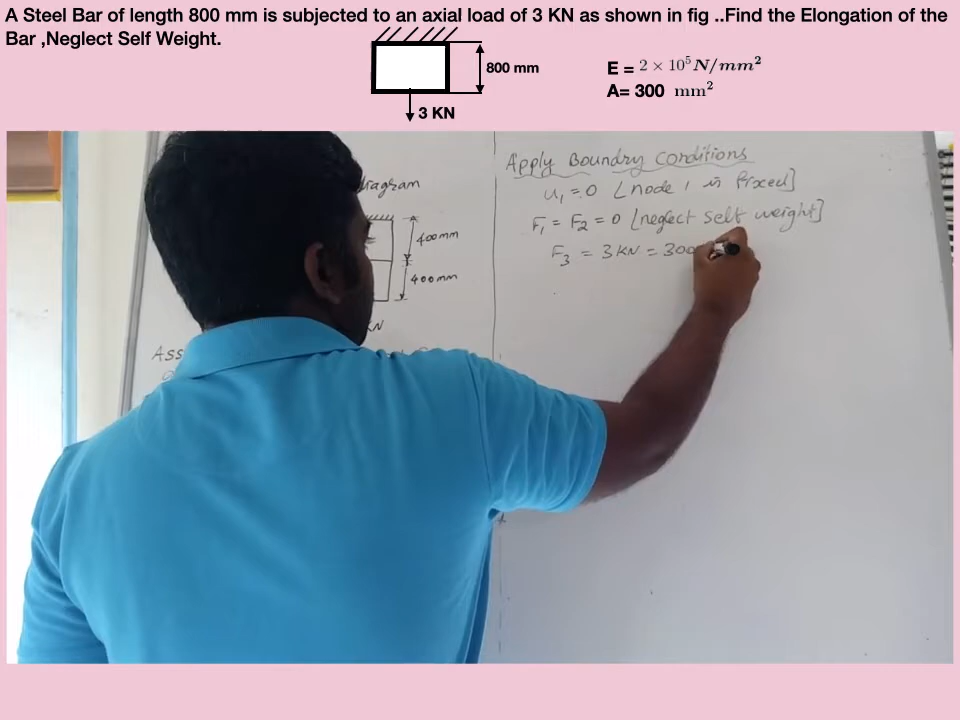 A Steel Bar of length 800 mm is subjected to an axial load of 3 KN as shown in fig ..Find the Elongation of the
Bar ,Neglect Self Weight.
800 mm
3 KN
E = 2 × 10⁵ N/mm²
A= 300 mm²
400mm
400mm
Apply Boundry Conditions
u₁ = 0 [node 1 is fixed]
F₁ = F₂ = 0 [neglect self weight]
F₃ = 3 KN = 300